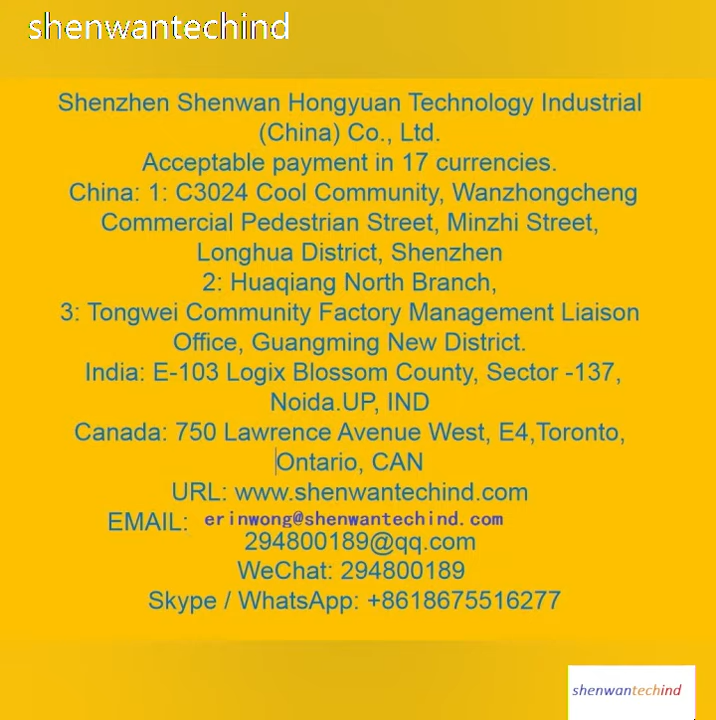 shenwantechind
Shenzhen Shenwan Hongyuan Technology Industrial
(China) Co., Ltd.
Acceptable payment in 17 currencies.
China: 1: C3024 Cool Community, Wanzhongcheng
Commercial Pedestrian Street, Minzhi Street,
Longhua District, Shenzhen
2: Huaqiang North Branch,
3: Tongwei Community Factory Management Liaison
Office, Guangming New District.
India: E-103 Logix Blossom County, Sector -137,
Noida.UP, IND
Canada: 750 Lawrence Avenue West, E4,Toronto,
Ontario, CAN
URL: www.shenwantechind.com
EMAIL: erinwong@shenwantechind.com
294800189@qq.com
WeChat: 294800189
Skype / WhatsApp: +8618675516277
shenwantechind